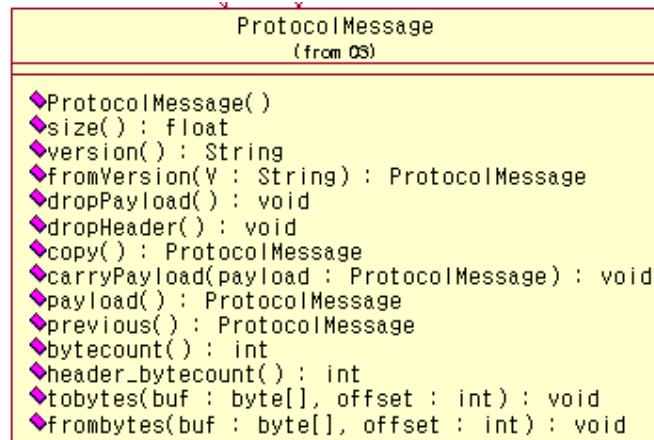 ProtocolMessage
(from OS)
ProtocolMessage()
size() : float
version() : String
fromVersion(V : String) : ProtocolMessage
dropPayload() : void
dropHeader() : void
copy() : ProtocolMessage
carryPayload(payload : ProtocolMessage) : void
payload() : ProtocolMessage
previous() : ProtocolMessage
bytecount() : int
header_bytecount() : int
tobytes(buf : byte[], offset : int) : void
frombytes(buf : byte[], offset : int) : void